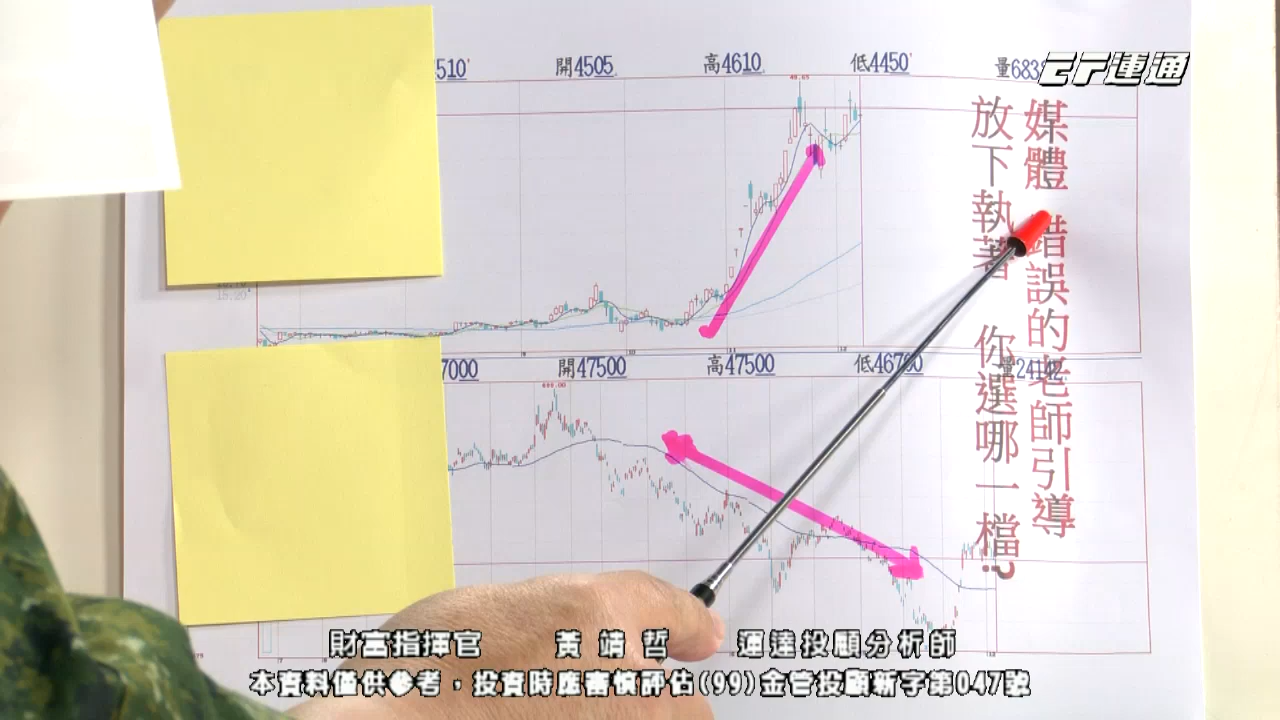 510
開4505
高4610
低4450
量683
運通
媒體 錯誤的老師引導
放下執著 你選哪一檔?
7000
開47500
高47500
低46700
量24142
財富指揮官 黃靖哲 運達投顧分析師
本資料僅供參考,投資時應審慎評估(99)金管投顧新字第047號